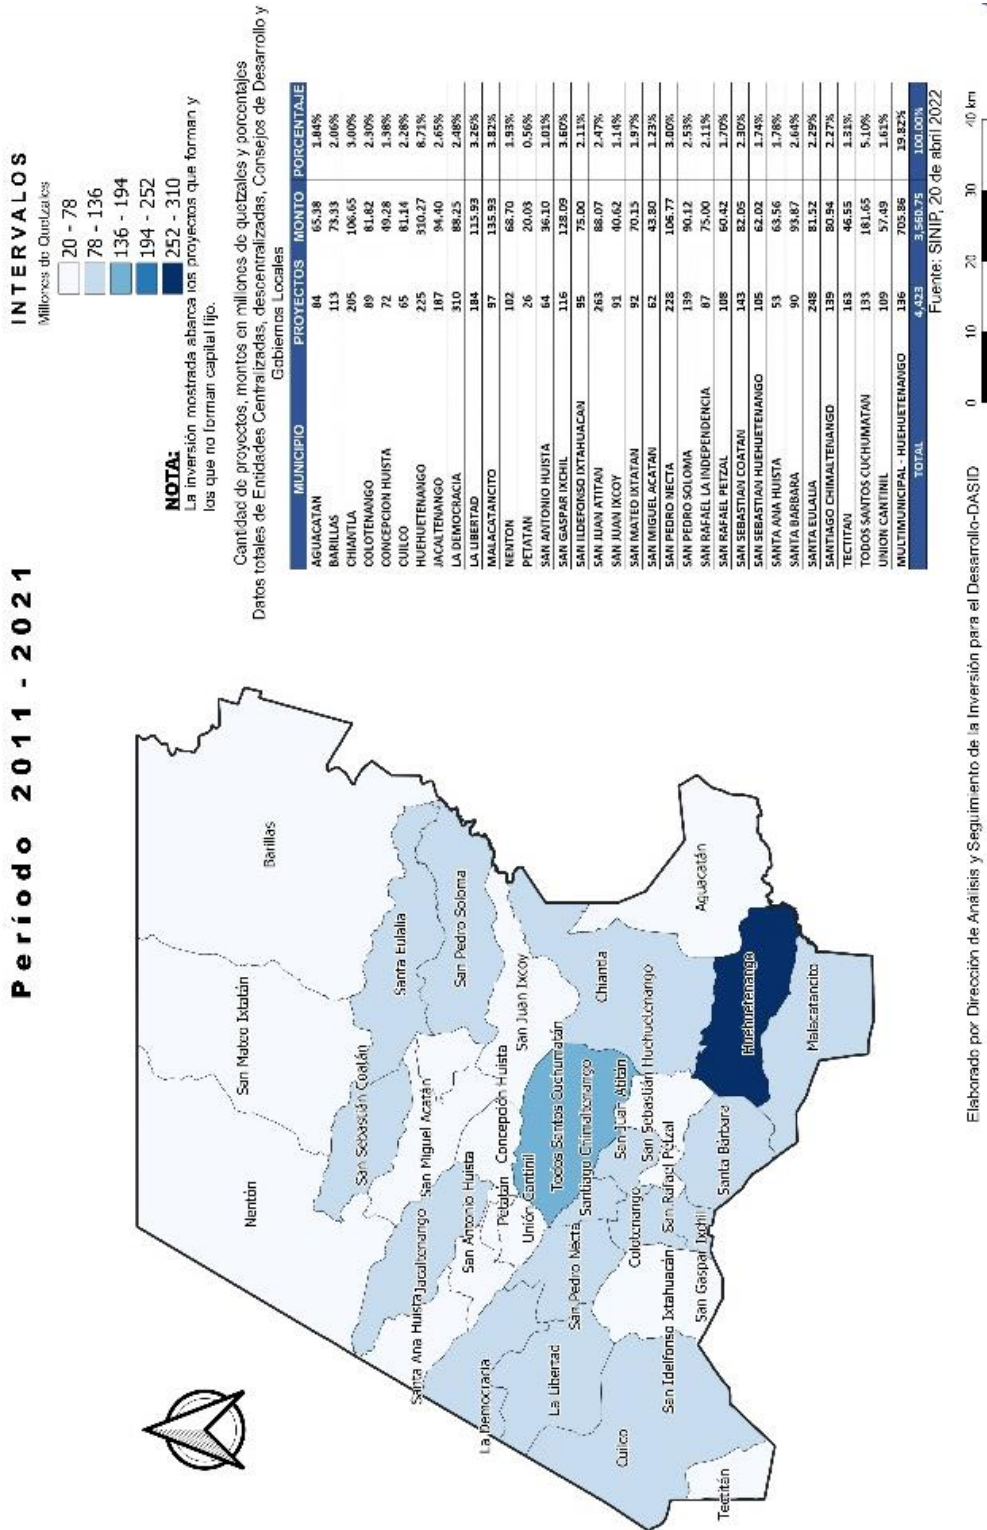 Período 2011 - 2021
INTERVALOS
Millones de Quetzales
20 - 78
78 - 136
136 - 194
194 - 252
252 - 310
NOTA:
La inversión mostrada abarca los proyectos que forman y
los que no forman capital fijo.
Cantidad de proyectos, montos en millones de quetzales y porcentajes
Datos totales de Entidades Centralizadas, descentralizadas, Consejos de Desarrollo y
Gobiernos Locales
MUNICIPIO PROYECTOS MONTO PORCENTAJE
AGUACATAN 84 65.38 1.84%
BARILLAS 113 73.33 2.06%
CHIANTLA 205 106.65 3.00%
COLOTENANGO 89 81.82 2.30%
CONCEPCION HUISTA 72 49.28 1.38%
CUILCO 65 81.14 2.28%
HUEHUETENANGO 225 310.27 8.71%
JACALTENANGO 187 94.40 2.65%
LA DEMOCRACIA 310 88.25 2.48%
LA LIBERTAD 184 115.93 3.26%
MALACATANCITO 97 135.93 3.82%
NENTON 102 68.70 1.93%
PETATAN 26 20.03 0.56%
SAN ANTONIO HUISTA 64 36.10 1.01%
SAN GASPAR IXCHIL 116 128.09 3.60%
SAN ILDEFONSO IXTAHUACAN 95 75.00 2.11%
SAN JUAN ATITAN 263 88.07 2.47%
SAN JUAN IXCOY 91 40.62 1.14%
SAN MATEO IXTATAN 92 70.15 1.97%
SAN MIGUEL ACATAN 62 43.80 1.23%
SAN PEDRO NECTA 228 106.77 3.00%
SAN PEDRO SOLOMA 139 90.12 2.53%
SAN RAFAEL LA INDEPENDENCIA 87 75.00 2.11%
SAN RAFAEL PETZAL 108 60.42 1.70%
SAN SEBASTIAN COATAN 143 82.05 2.30%
SAN SEBASTIAN HUEHUETENANGO 105 62.02 1.74%
SANTA ANA HUISTA 53 63.56 1.78%
SANTA BARBARA 90 93.87 2.64%
SANTA EULALIA 248 81.52 2.29%
SANTIAGO CHIMALTENANGO 139 80.94 2.27%
TECTITAN 163 46.55 1.31%
TODOS SANTOS CUCHUMATAN 133 181.65 5.10%
UNION CANTINIL 109 57.49 1.61%
MULTIMUNICIPAL - HUEHUETENANGO 136 705.86 19.82%
TOTAL 4,423 3,560.75 100.00%
Fuente: SINIP, 20 de abril 2022
0 10 20 30 40 km
Barillas
San Mateo Ixtatán
Nentón
Santa Eulalia
San Pedro Soloma
San Sebastián Coatán
San Juan Ixcoy
San Miguel Acatán
Jacaltenango
Santa Ana Huista
San Antonio Huista
Concepción Huista
Petatán
Unión Cantinil
Todos Santos Cuchumatán
Santiago Chimaltenango
San Juan Atitán
Chiantla
Aguacatán
San Sebastián Huehuetenango
San Rafael Petzal
Colotenango
San Pedro Necta
La Democracia
La Libertad
Cuilco
Tectitán
San Idelfonso Ixtahuacán
San Gaspar Ixchil
Santa Bárbara
Huehuetenango
Malacatancito
Elaborado por Dirección de Análisis y Seguimiento de la Inversión para el Desarrollo-DASID